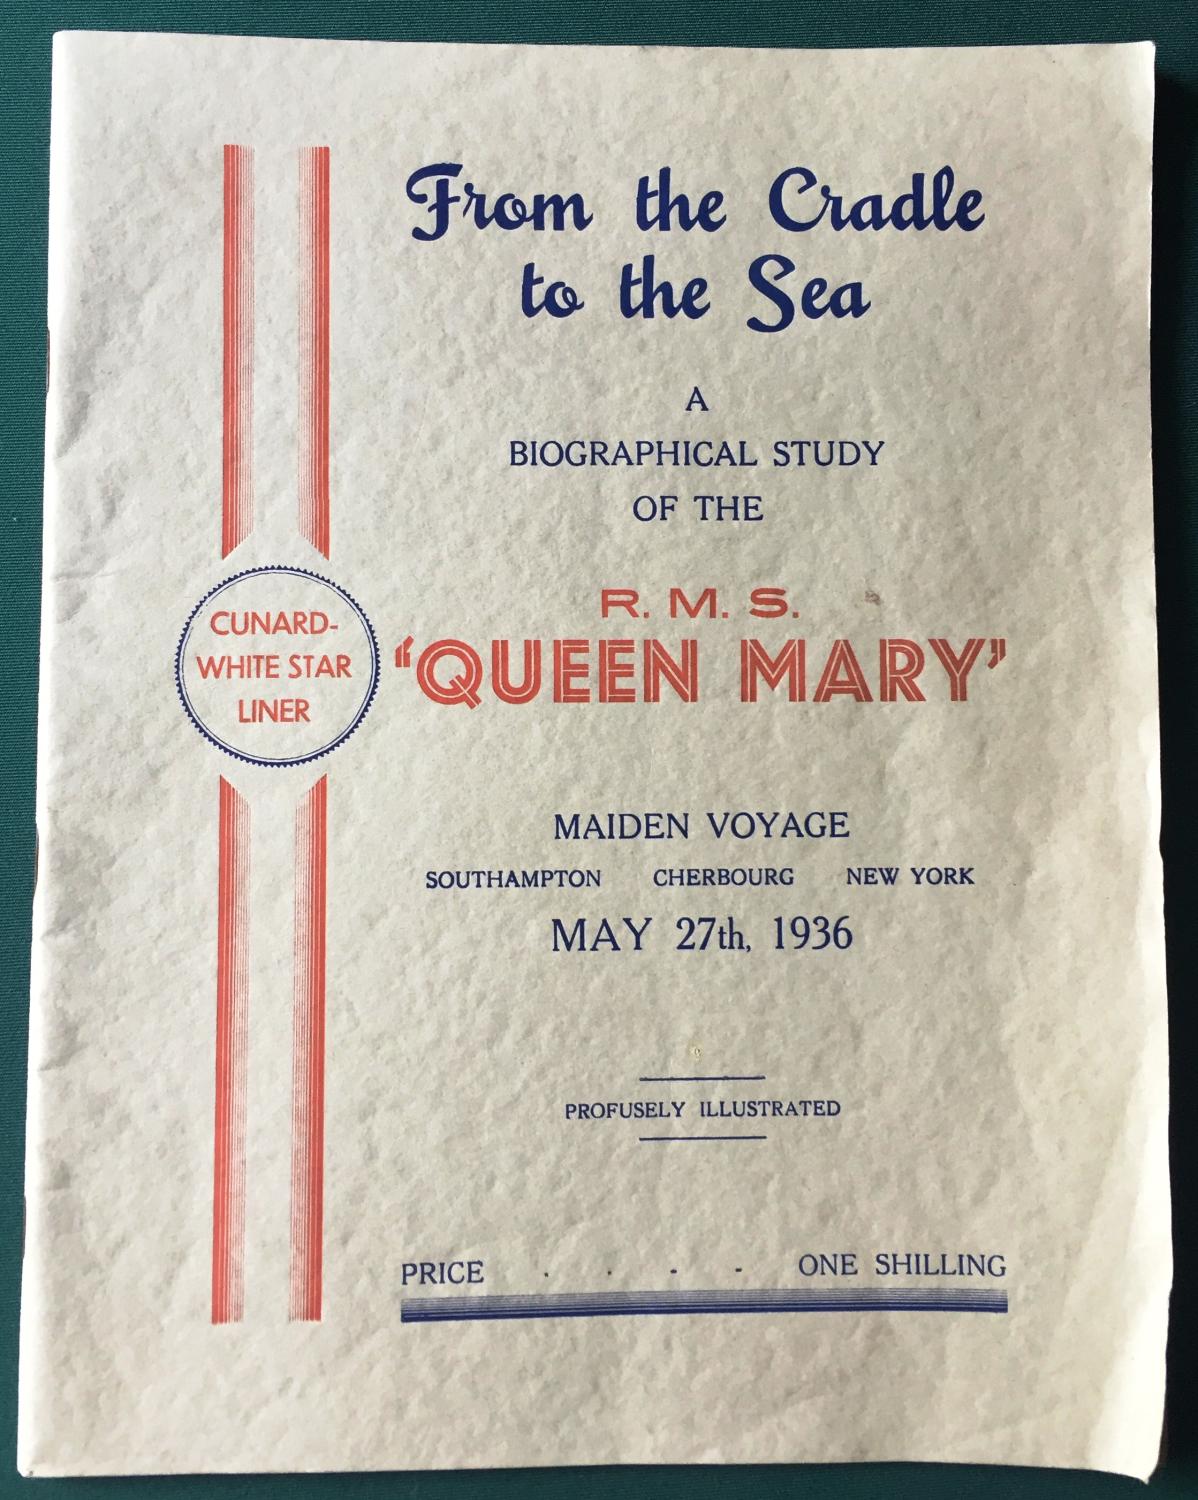 From the Cradle
to the Sea
A
BIOGRAPHICAL STUDY
OF THE
R. M. S.
‘QUEEN MARY’
CUNARD-
WHITE STAR
LINER
MAIDEN VOYAGE
SOUTHAMPTON CHERBOURG NEW YORK
MAY 27th, 1936
PROFUSELY ILLUSTRATED
PRICE . . - - ONE SHILLING